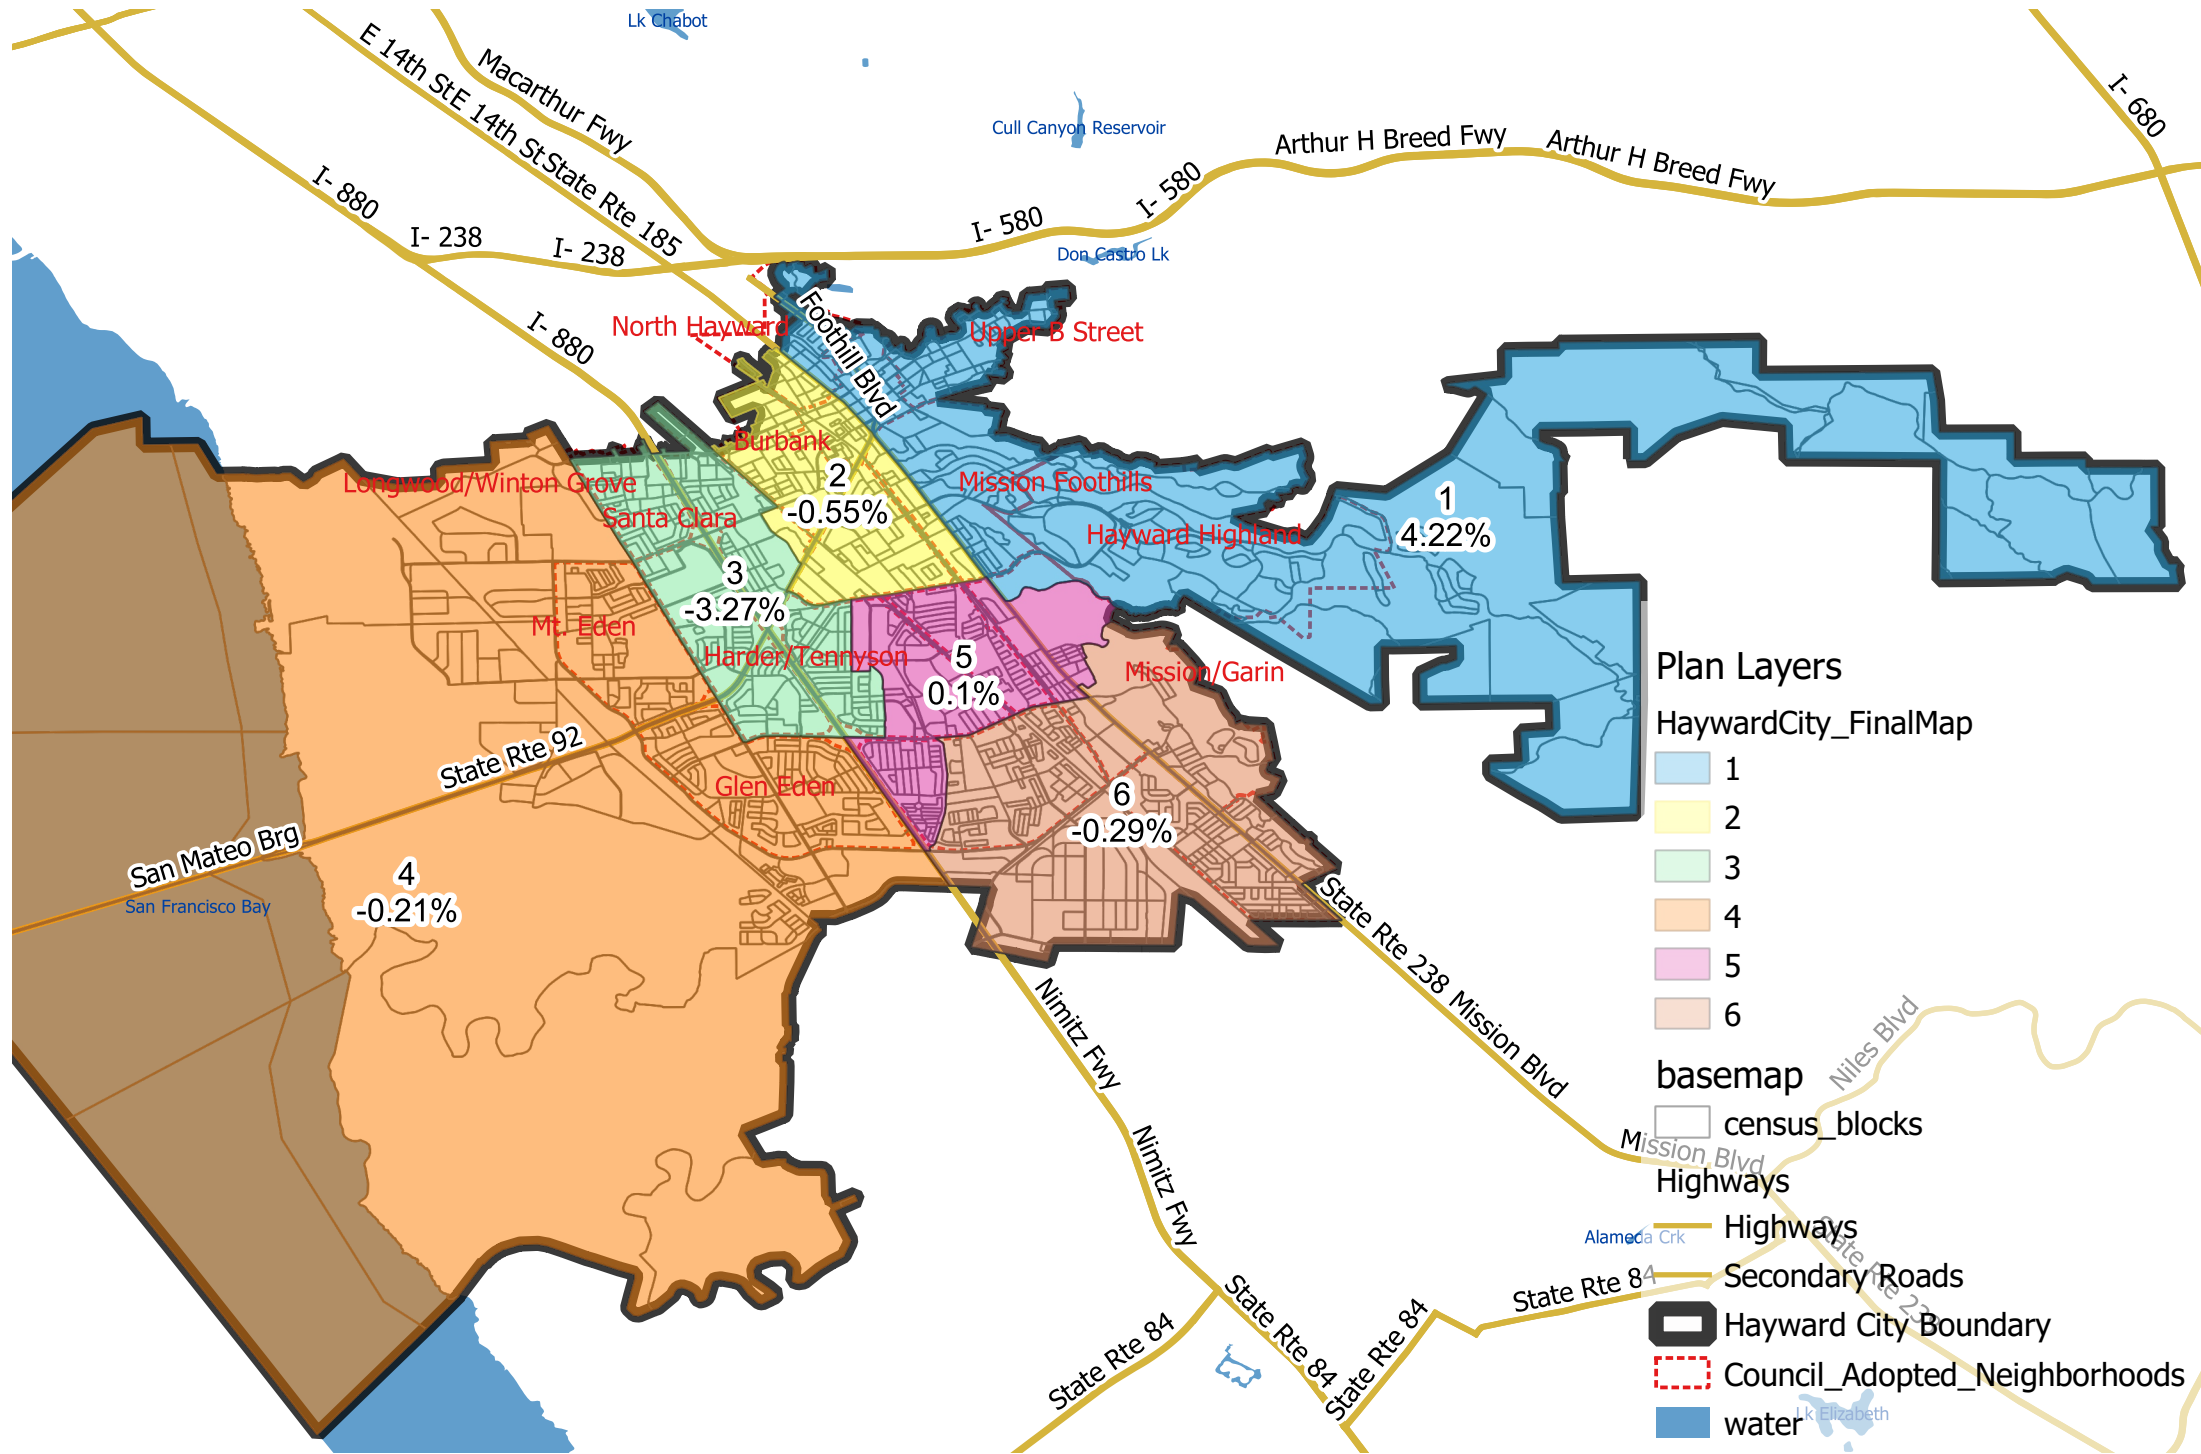 Lk Chabot
Macarthur Fwy
E 14th St
E 14th St
State Rte 185
Cull Canyon Reservoir
Arthur H Breed Fwy
Arthur H Breed Fwy
I- 680
I- 880
I- 238
I- 238
I- 580
I- 580
Don Castro Lk
I- 880
North Hayward
Foothill Blvd
Upper B Street
Burbank
Longwood/Winton Grove
Santa Clara
2
-0.55%
Mission Foothills
Hayward Highland
1
4.22%
3
-3.27%
Mt. Eden
Harder/Tennyson
5
0.1%
Mission/Garin
State Rte 92
Glen Eden
6
-0.29%
San Mateo Brg
4
-0.21%
San Francisco Bay
State Rte 238
Mission Blvd
Nimitz Fwy
Nimitz Fwy
Niles Blvd
Mission Blvd
Alameda Crk
State Rte 84
State Rte 84
State Rte 84
State Rte 84
State Rte 238
Lk Elizabeth
Plan Layers
HaywardCity_FinalMap
1
2
3
4
5
6
basemap
census_blocks
Highways
Highways
Secondary Roads
Hayward City Boundary
Council_Adopted_Neighborhoods
water